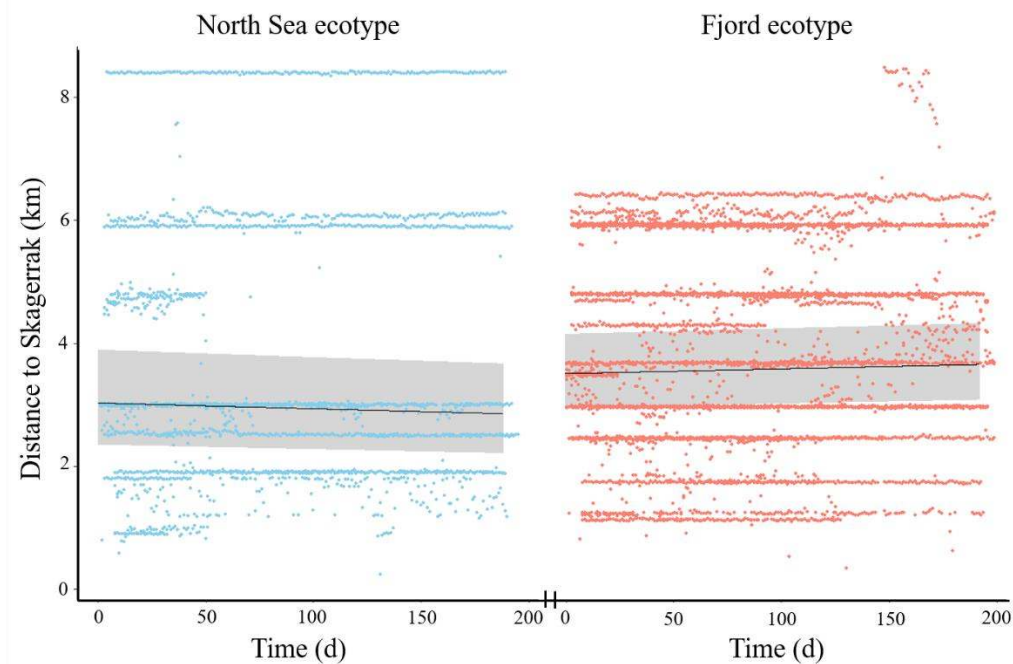 North Sea ecotype
Fjord ecotype
Distance to Skagerrak (km)
8
6
4
2
0
0 50 100 150 200
0 50 100 150 200
Time (d)
Time (d)